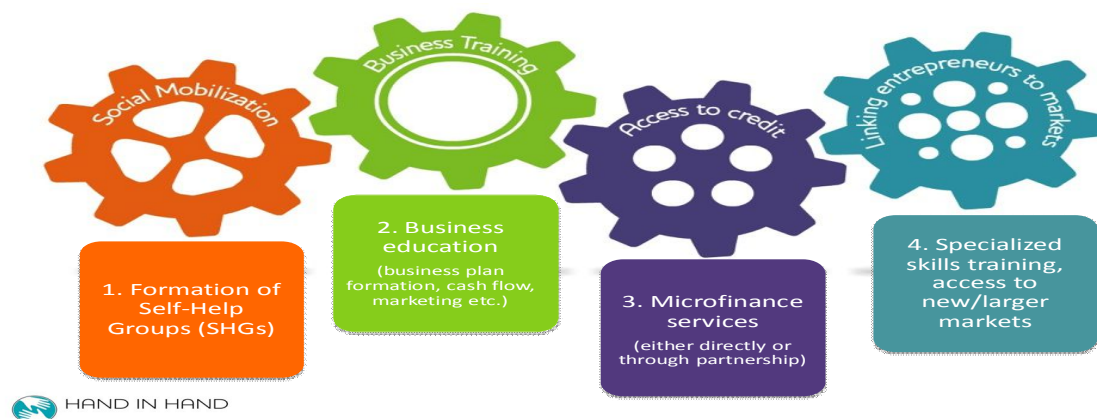 Social Mobilization
Business Training
Access to credit
Linking entrepreneurs to markets
1. Formation of
Self-Help
Groups (SHGs)
2. Business
education
(business plan
formation, cash flow,
marketing etc.)
3. Microfinance
services
(either directly or
through partnership)
4. Specialized
skills training,
access to
new/larger
markets
HAND IN HAND